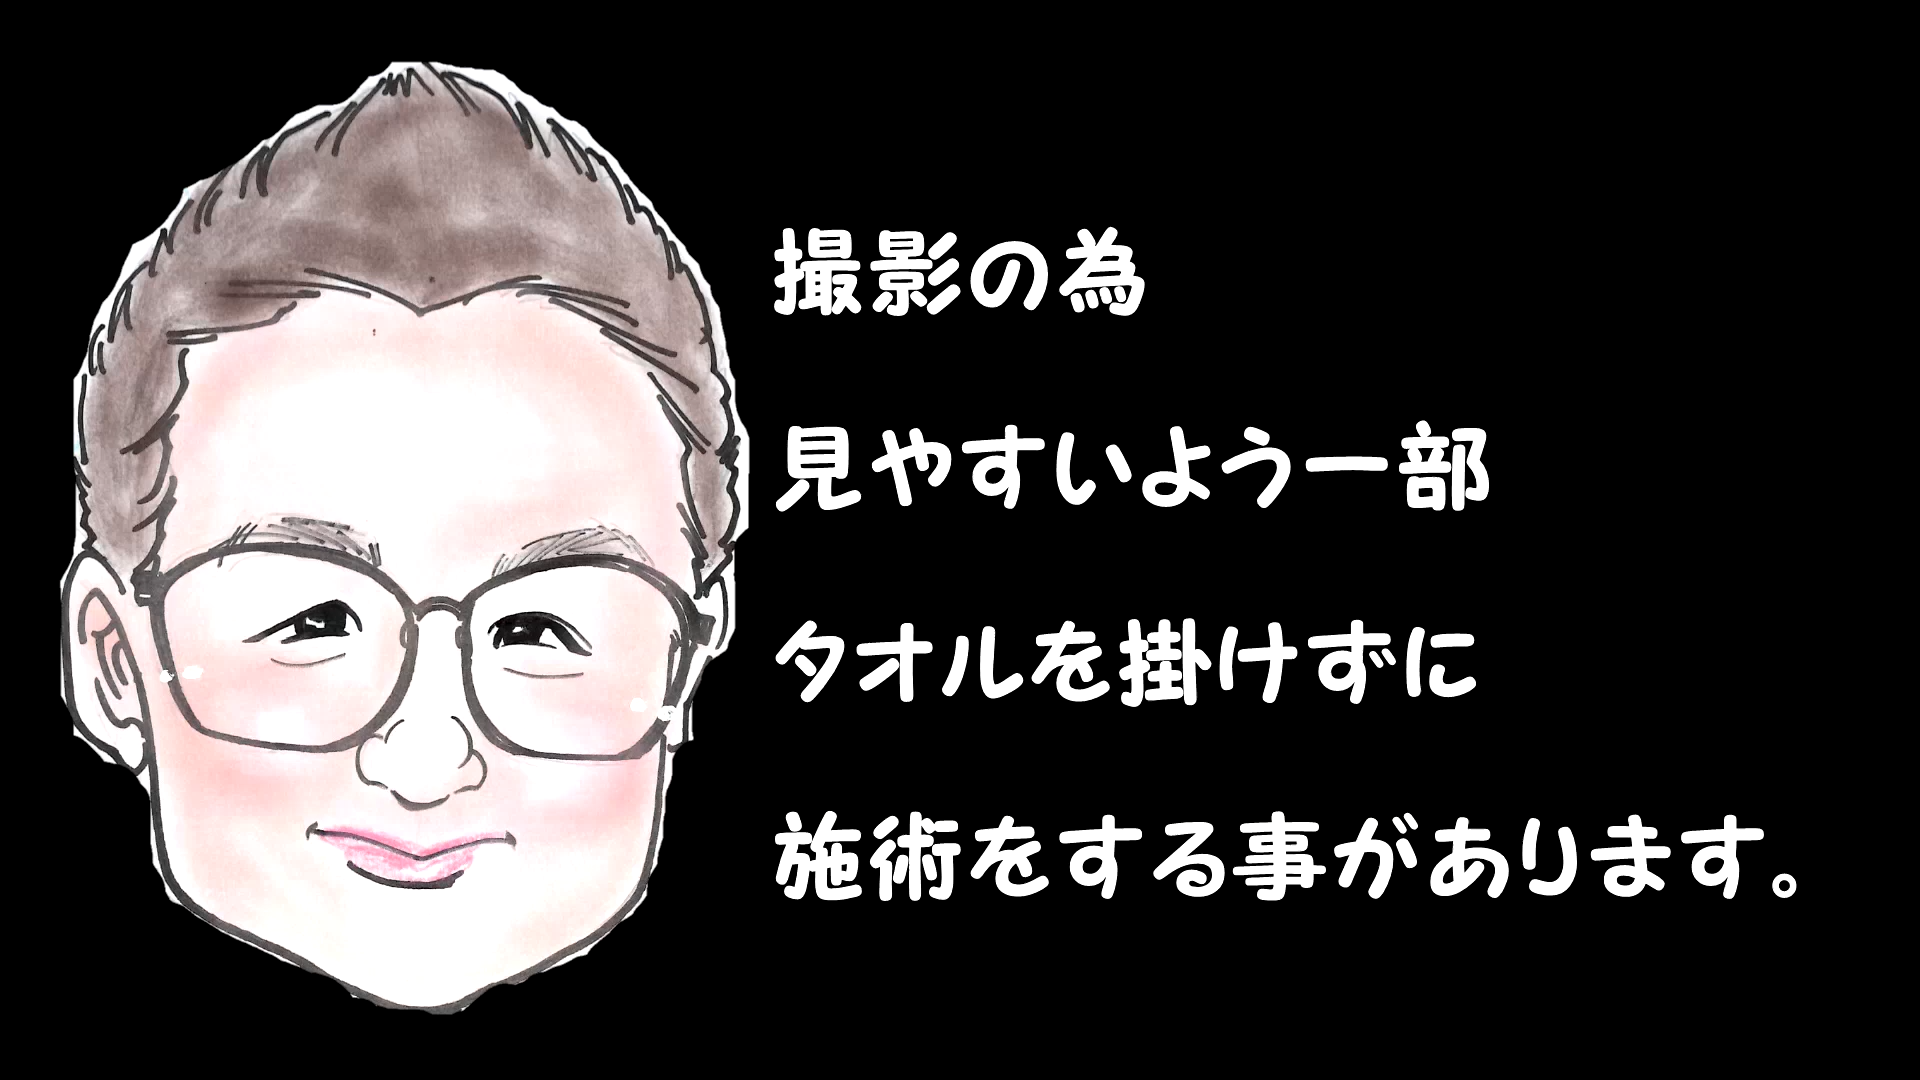 撮影の為
見やすいよう一部
タオルを掛けずに
施術をする事があります。